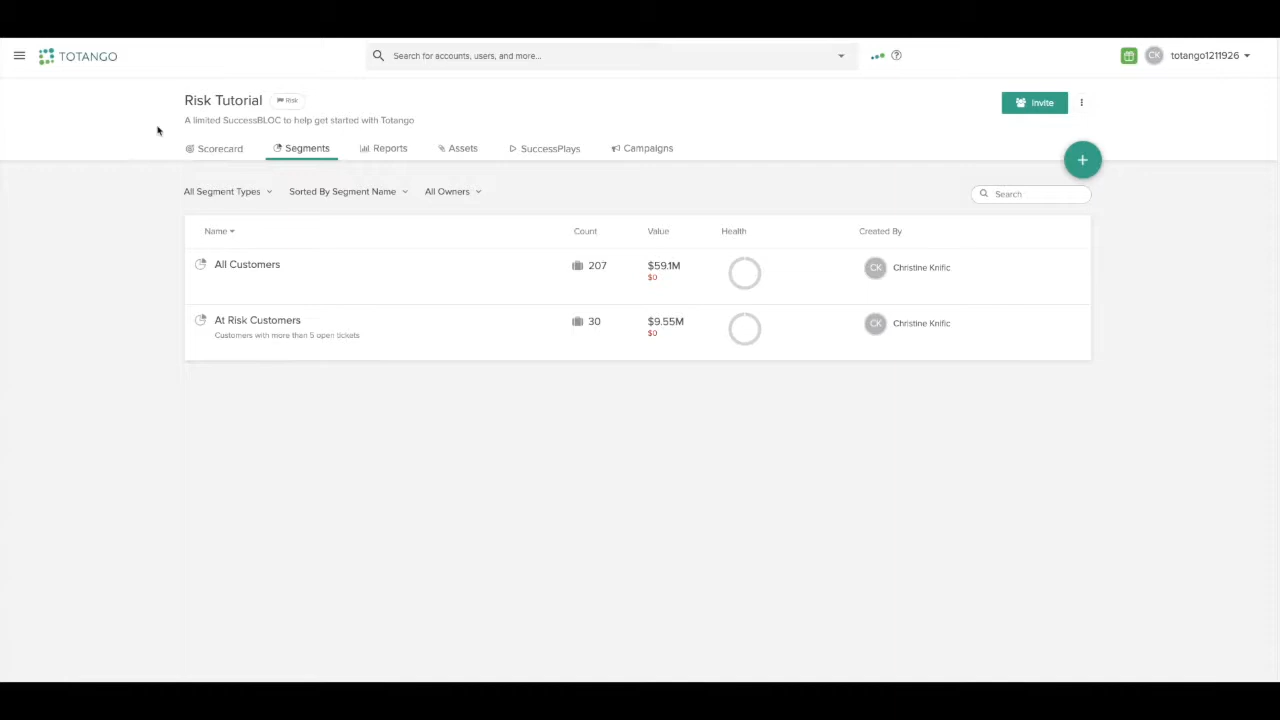 TOTANGO
Search for accounts, users, and more...
CK
totango1211926
Risk Tutorial
Risk
Invite
A limited SuccessBLOC to help get started with Totango
Scorecard
Segments
Reports
Assets
SuccessPlays
Campaigns
+
All Segment Types
Sorted By Segment Name
All Owners
Search
Name
Count
Value
Health
Created By
All Customers
207
$59.1M
$0
CK
Christine Knific
At Risk Customers
Customers with more than 5 open tickets
30
$9.55M
$0
CK
Christine Knific